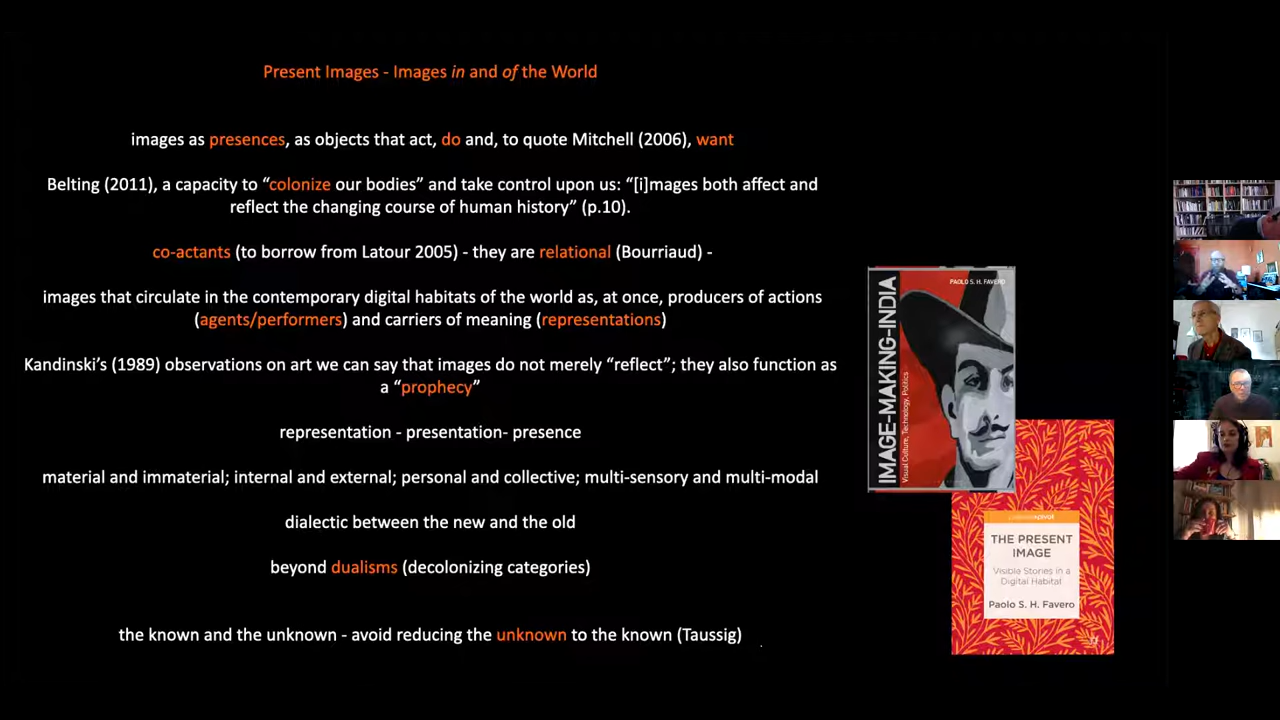 Present Images - Images in and of the World
images as presences, as objects that act, do and, to quote Mitchell (2006), want
Belting (2011), a capacity to “colonize our bodies” and take control upon us: “[i]mages both affect and
reflect the changing course of human history” (p.10).
co-actants (to borrow from Latour 2005) - they are relational (Bourriaud) -
images that circulate in the contemporary digital habitats of the world as, at once, producers of actions
(agents/performers) and carriers of meaning (representations)
Kandinski’s (1989) observations on art we can say that images do not merely “reflect”; they also function as
a “prophecy”
representation - presentation- presence
material and immaterial; internal and external; personal and collective; multi-sensory and multi-modal
dialectic between the new and the old
beyond dualisms (decolonizing categories)
the known and the unknown - avoid reducing the unknown to the known (Taussig)
PAOLO S. H. FAVERO
IMAGE-MAKING-INDIA
Visual Culture, Technology, Politics
THE PRESENT
IMAGE
Visible Stories in a
Digital Habitat
Paolo S. H. Favero